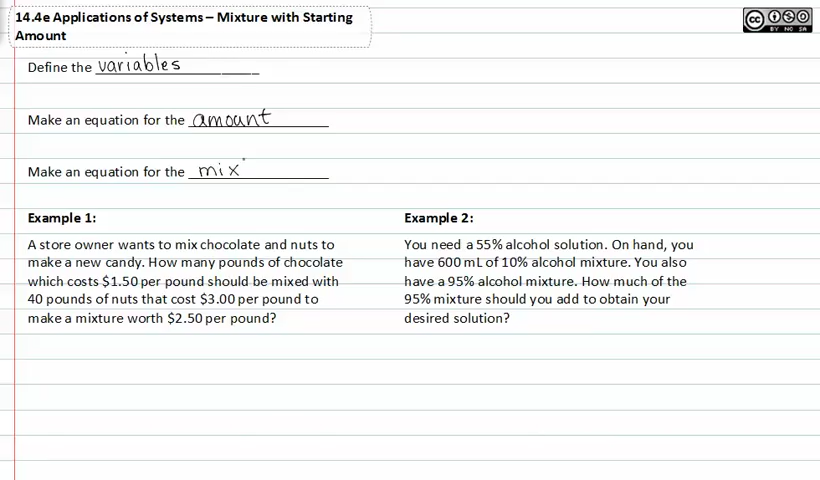 14.4e Applications of Systems – Mixture with Starting
Amount
cc BY NC SA
Define the variables
Make an equation for the amount
Make an equation for the mix
Example 1:
A store owner wants to mix chocolate and nuts to
make a new candy. How many pounds of chocolate
which costs $1.50 per pound should be mixed with
40 pounds of nuts that cost $3.00 per pound to
make a mixture worth $2.50 per pound?
Example 2:
You need a 55% alcohol solution. On hand, you
have 600 mL of 10% alcohol mixture. You also
have a 95% alcohol mixture. How much of the
95% mixture should you add to obtain your
desired solution?